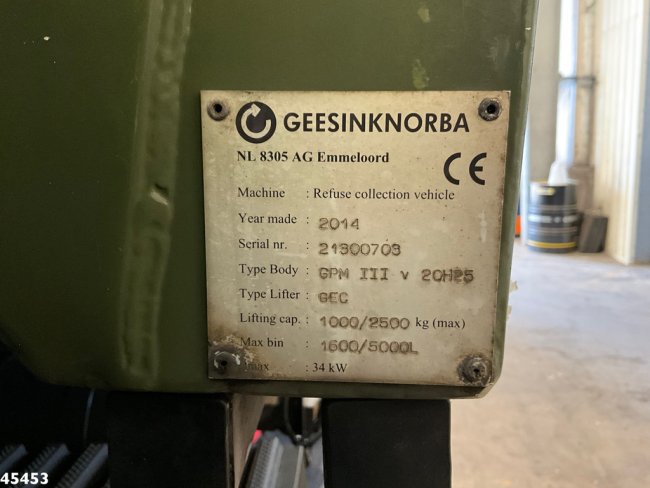 GEESINKNORBA
NL 8305 AG Emmeloord
CE
Machine : Refuse collection vehicle
Year made : 2014
Serial nr. : 21300703
Type Body : GPM III v 20H25
Type Lifter : GEC
Lifting cap. : 1000/2500 kg (max)
Max bin : 1600/5000L
max : 34 kW
45453